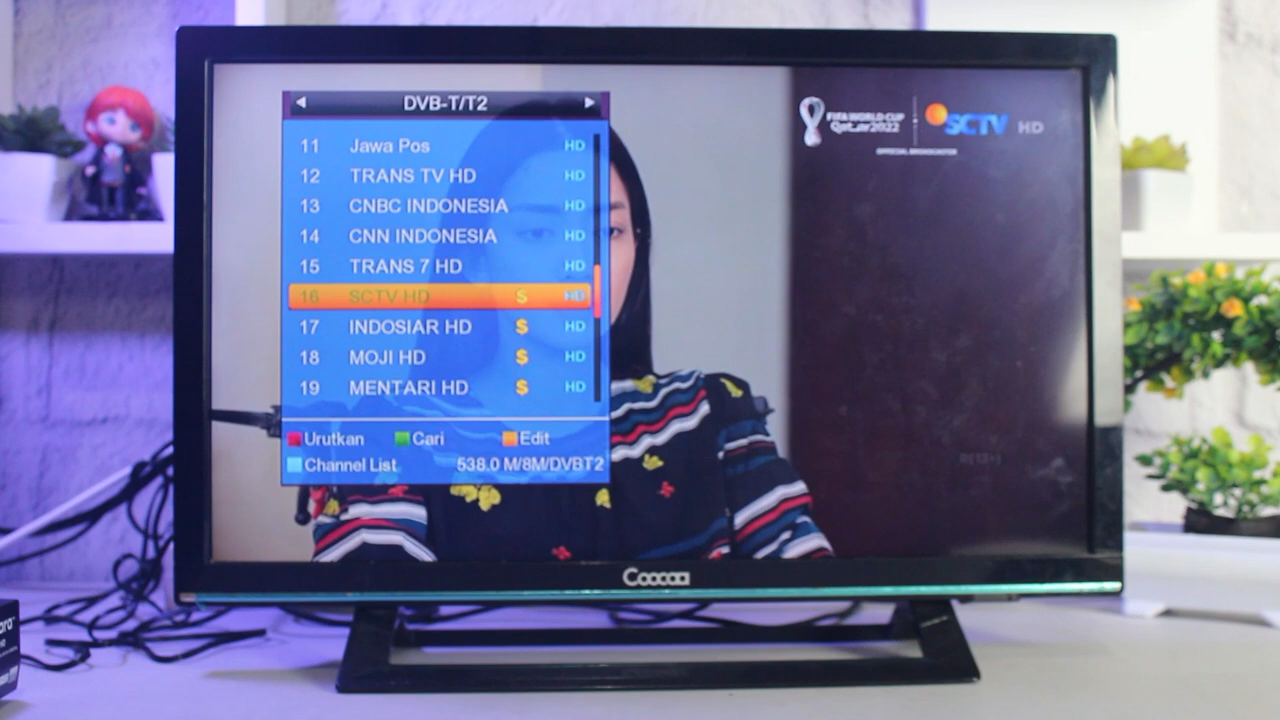 DVB-T/T2
11 Jawa Pos HD
12 TRANS TV HD HD
13 CNBC INDONESIA HD
14 CNN INDONESIA HD
15 TRANS 7 HD HD
16 SCTV HD $ HD
17 INDOSIAR HD $ HD
18 MOJI HD $ HD
19 MENTARI HD $ HD
Urutkan Cari Edit
Channel List 538.0 M/8M/DVBT2
FIFA WORLD CUP
Qatar2022
SCTV HD
OFFICIAL BROADCASTER
Coocaa